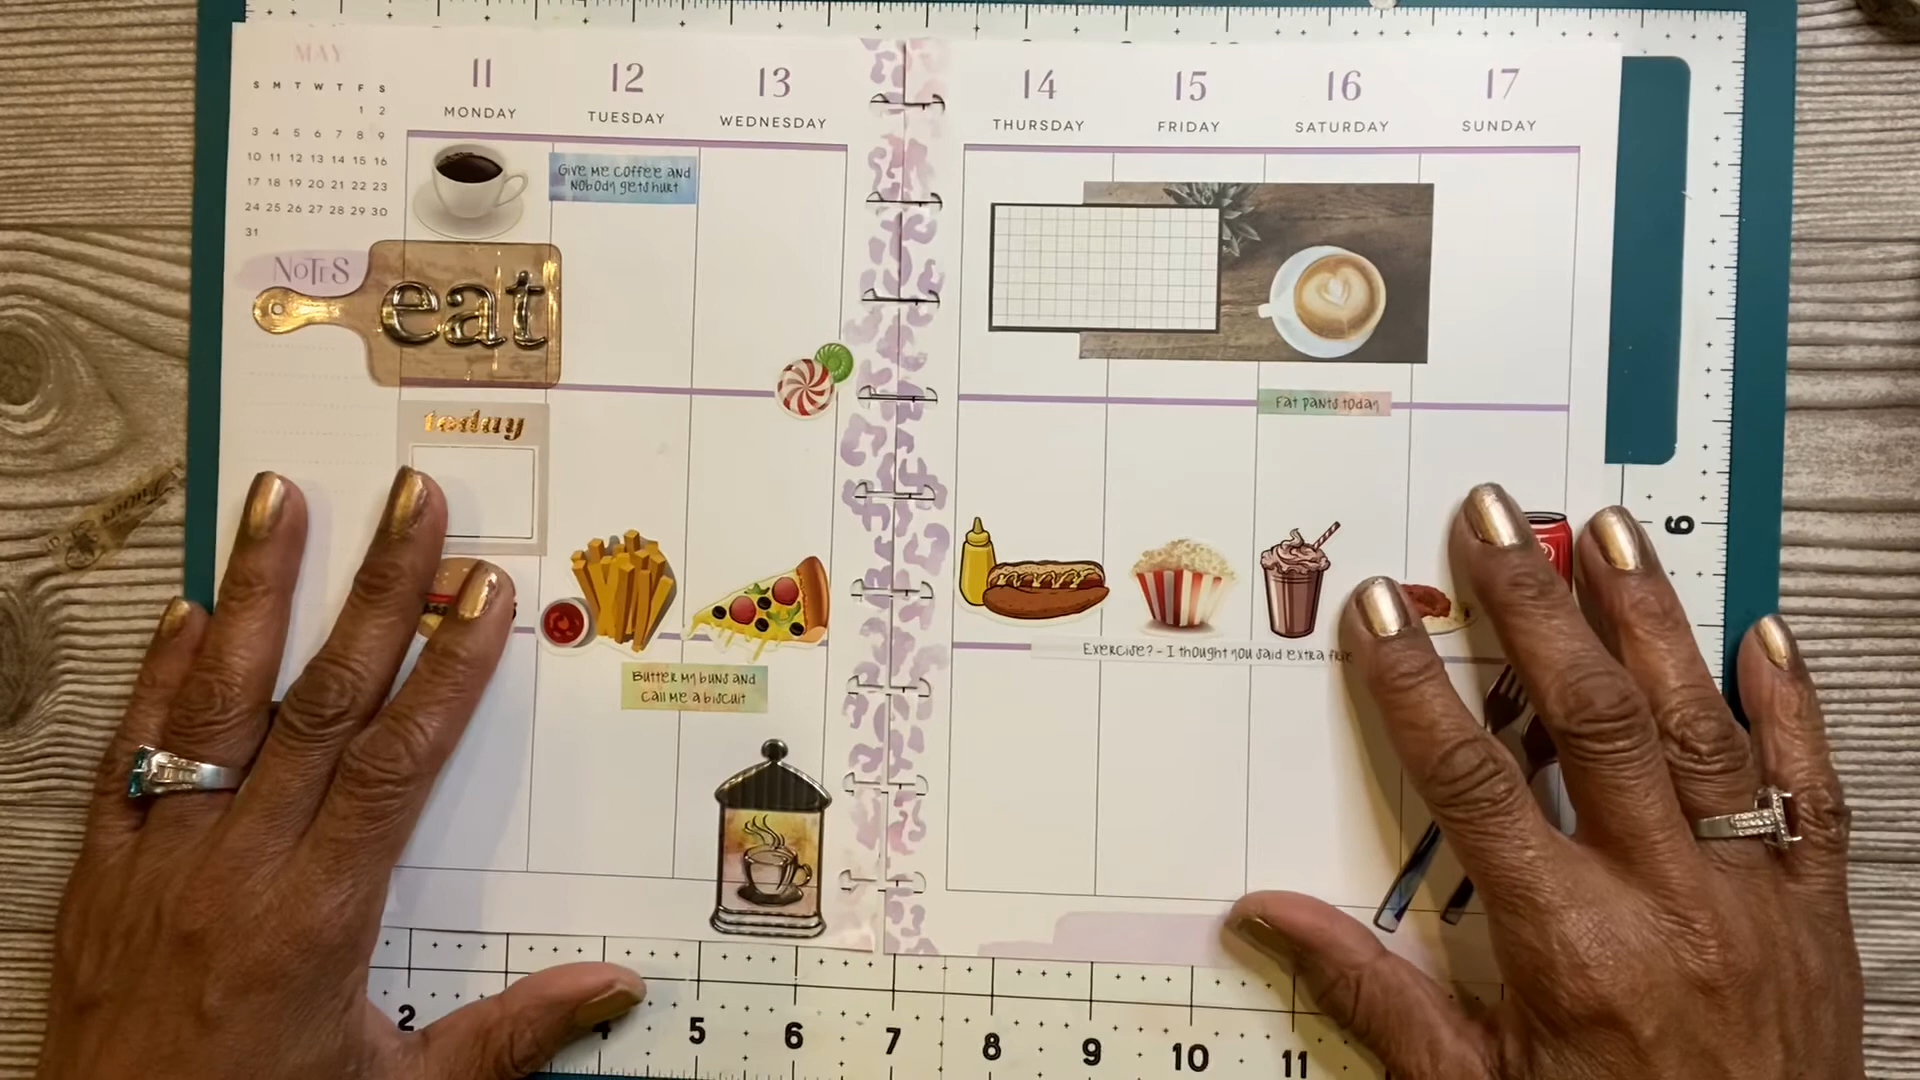 MAY
S M T W T F S
1 2
3 4 5 6 7 8 9
10 11 12 13 14 15 16
17 18 19 20 21 22 23
24 25 26 27 28 29 30
31
11
MONDAY
12
TUESDAY
13
WEDNESDAY
14
THURSDAY
15
FRIDAY
16
SATURDAY
17
SUNDAY
Give me coffee and
nobody gets hurt
NOTES
eat
Fat pants today
today
Exercise? - I thought you said extra
Butter my buns and
call me a biscuit
9
2
4
5
6
7
8
9
10
11